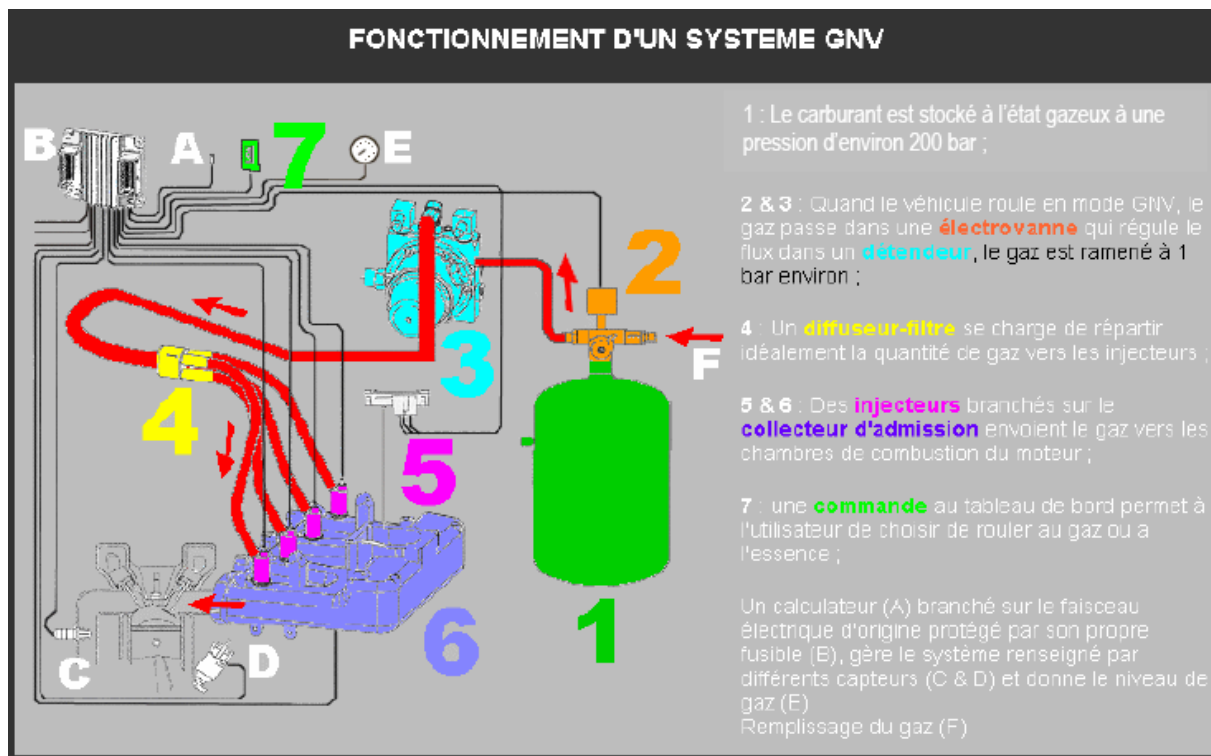 FONCTIONNEMENT D'UN SYSTEME GNV
B
A
7
E
2
3
F
4
5
1
6
C
D
1 : Le carburant est stocké à l'état gazeux à une
pression d'environ 200 bar ;
2 & 3 : Quand le véhicule roule en mode GNV, le
gaz passe dans une électrovanne qui régule le
flux dans un détendeur, le gaz est ramené à 1
bar environ ;
4 : Un diffuseur-filtre se charge de répartir
idéalement la quantité de gaz vers les injecteurs ;
5 & 6 : Des injecteurs branchés sur le
collecteur d'admission envoient le gaz vers les
chambres de combustion du moteur ;
7 : une commande au tableau de bord permet à
l'utilisateur de choisir de rouler au gaz ou a
l'essence ;
Un calculateur (A) branché sur le faisceau
électrique d'origine protégé par son propre
fusible (B), gère le système renseigné par
différents capteurs (C & D) et donne le niveau de
gaz (E)
Remplissage du gaz (F)